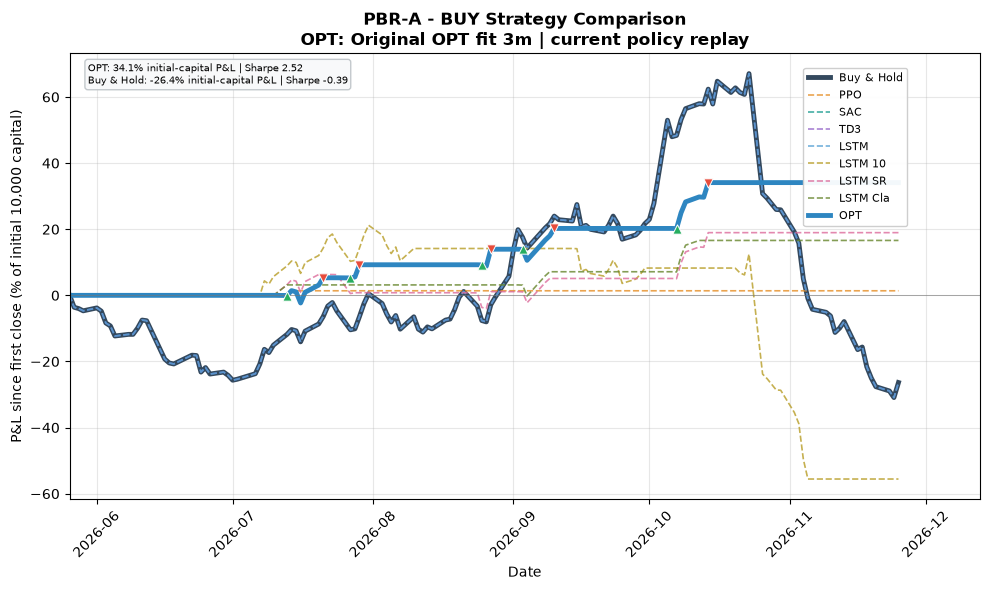 PBR-A - BUY Strategy Comparison
OPT: Original OPT fit 3m | current policy replay
OPT: 34.1% initial-capital P&L | Sharpe 2.52
Buy & Hold: -26.4% initial-capital P&L | Sharpe -0.39
Buy & Hold
PPO
SAC
TD3
LSTM
LSTM 10
LSTM SR
LSTM Cla
OPT
P&L since first close (% of initial 10,000 capital)
60
40
20
0
−20
−40
−60
2026-06
2026-07
2026-08
2026-09
2026-10
2026-11
2026-12
Date